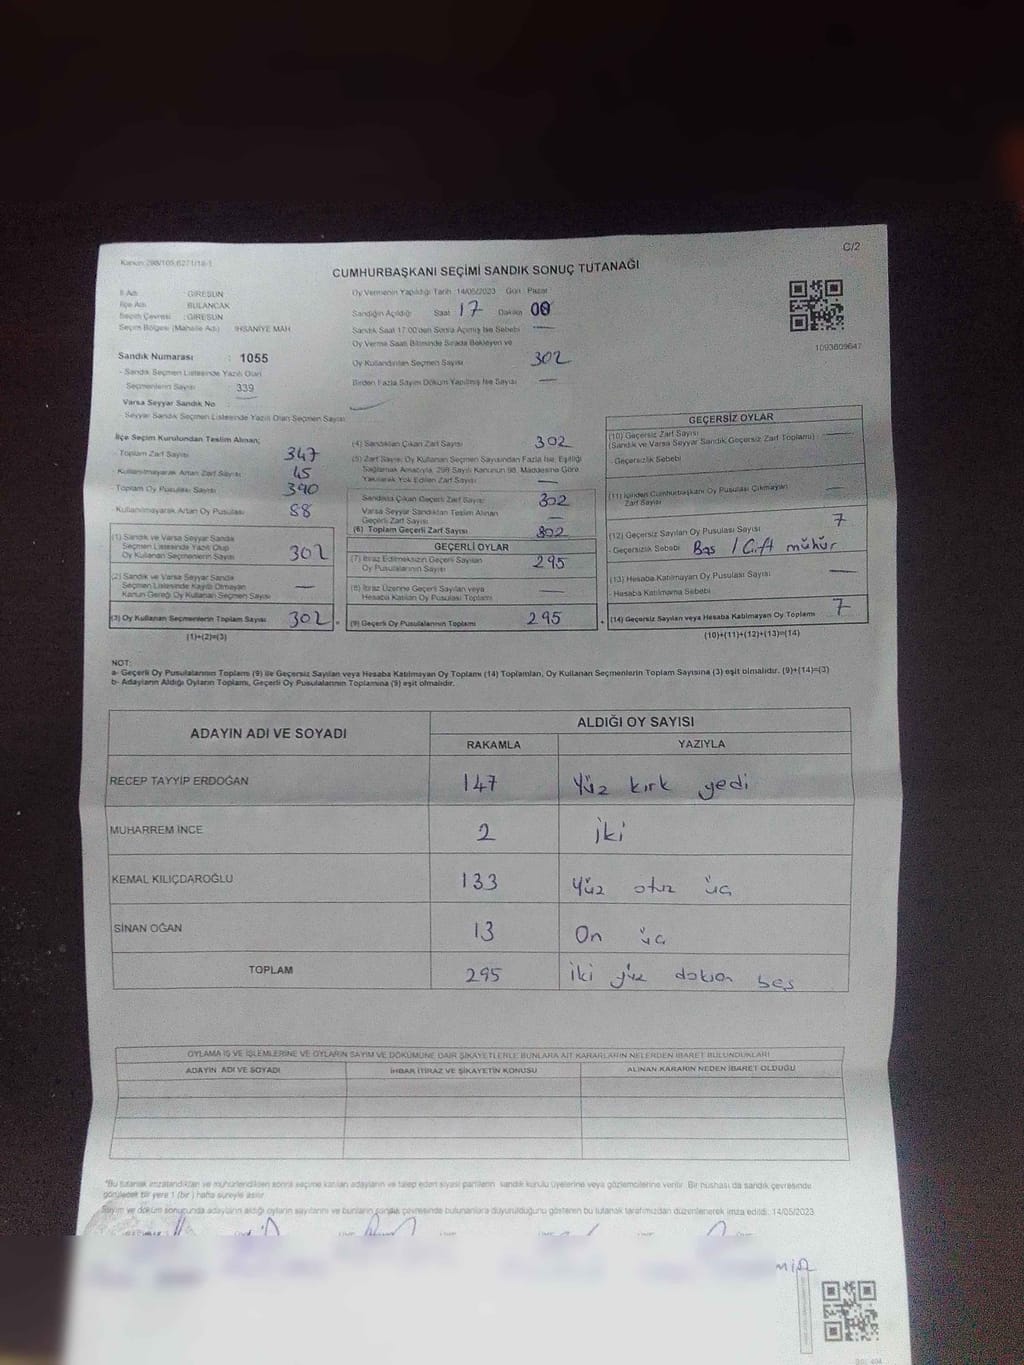 C/2
Kanun:298/105,6271/18-1
CUMHURBAŞKANI SEÇİMİ SANDIK SONUÇ TUTANAĞI
İl Adı : GİRESUN
İlçe Adı : BULANCAK
Seçim Çevresi : GİRESUN
Seçim Bölgesi (Mahalle Adı) İHSANİYE MAH
Sandık Numarası : 1055
- Sandık Seçmen Listesinde Yazılı Olan
Seçmenlerin Sayısı : 339
Varsa Seyyar Sandık No :
- Seyyar Sandık Seçmen Listesinde Yazılı Olan Seçmen Sayısı
Oy Vermenin Yapıldığı Tarih :14/05/2023 Gün : Pazar
Sandığın Açıldığı Saat 17 Dakika 00
Sandık Saat 17:00'den Sonra Açılmış İse Sebebi —
Oy Verme Saati Bitiminde Sırada Bekleyen ve
Oy Kullandırılan Seçmen Sayısı 302
Birden Fazla Sayım Döküm Yapılmış İse Sayısı —
1093609647
İlçe Seçim Kurulundan Teslim Alınan;
- Toplam Zarf Sayısı 347
- Kullanılmayarak Artan Zarf Sayısı 45
- Toplam Oy Pusulası Sayısı 390
- Kullanılmayarak Artan Oy Pusulası 88
(1) Sandık ve Varsa Seyyar Sandık
Seçmen Listesinde Yazılı Olup
Oy Kullanan Seçmenlerin Sayısı 302
(2) Sandık ve Varsa Seyyar Sandık
Seçmen Listesinde Kayıtlı Olmayan
Kanun Gereği Oy Kullanan Seçmen Sayısı —
(3) Oy Kullanan Seçmenlerin Toplam Sayısı 302 =
(1)+(2)=(3)
(4) Sandıktan Çıkan Zarf Sayısı 302
(5) Zarf Sayısı, Oy Kullanan Seçmen Sayısından Fazla İse, Eşitliği
Sağlamak Amacıyla, 298 Sayılı Kanunun 98. Maddesine Göre
Yakılarak Yok Edilen Zarf Sayısı —
Sandıkta Çıkan Geçerli Zarf Sayısı 302
Varsa Seyyar Sandıktan Teslim Alınan
Geçerli Zarf Sayısı —
(6) Toplam Geçerli Zarf Sayısı 302
GEÇERLİ OYLAR
(7) İtiraz Edilmeksizin Geçerli Sayılan
Oy Pusulalarının Sayısı 295
(8) İtiraz Üzerine Geçerli Sayılan veya
Hesaba Katılan Oy Pusulası Toplamı —
(9) Geçerli Oy Pusulalarının Toplamı 295 +
GEÇERSİZ OYLAR
(10) Geçersiz Zarf Sayısı
(Sandık ve Varsa Seyyar Sandık Geçersiz Zarf Toplamı) —
- Geçersizlik Sebebi
(11) İçinden Cumhurbaşkanı Oy Pusulası Çıkmayan
Zarf Sayısı —
(12) Geçersiz Sayılan Oy Pusulası Sayısı 7
- Geçersizlik Sebebi Boş / Çift mühür
(13) Hesaba Katılmayan Oy Pusulası Sayısı —
- Hesaba Katılmama Sebebi
(14) Geçersiz Sayılan veya Hesaba Katılmayan Oy Toplamı 7
(10)+(11)+(12)+(13)=(14)
NOT:
a- Geçerli Oy Pusulalarının Toplamı (9) ile Geçersiz Sayılan veya Hesaba Katılmayan Oy Toplamı (14) Toplamları, Oy Kullanan Seçmenlerin Toplam Sayısına (3) eşit olmalıdır. (9)+(14)=(3)
b- Adayların Aldığı Oyların Toplamı, Geçerli Oy Pusulalarının Toplamına (9) eşit olmalıdır.
ADAYIN ADI VE SOYADI ALDIĞI OY SAYISI
RAKAMLA YAZIYLA
RECEP TAYYİP ERDOĞAN 147 Yüz kırk yedi
MUHARREM İNCE 2 iki
KEMAL KILIÇDAROĞLU 133 Yüz otuz üç
SİNAN OĞAN 13 On üç
TOPLAM 295 iki yüz doksan beş
OYLAMA İŞ VE İŞLEMLERİNE VE OYLARIN SAYIM VE DÖKÜMÜNE DAİR ŞİKAYETLERLE BUNLARA AİT KARARLARIN NELERDEN İBARET BULUNDUKLARI
ADAYIN ADI VE SOYADI İHBAR İTİRAZ VE ŞİKAYETİN KONUSU ALINAN KARARIN NEDEN İBARET OLDUĞU
*Bu tutanak imzalandıktan ve mühürlendikten sonra seçime katılan adayların ve talep eden siyasi partilerin sandık kurulu üyelerine veya gözlemcilerine verilir. Bir nüshası da sandık çevresinde
görülecek bir yere 1 (bir) hafta süreyle asılır.
Sayım ve döküm sonunda adayların aldığı oyların sayılarını ve bunların sandık çevresinde bulunanlara duyurulduğunu gösteren bu tutanak tarafımızdan düzenlenerek imza edildi. 14/05/2023